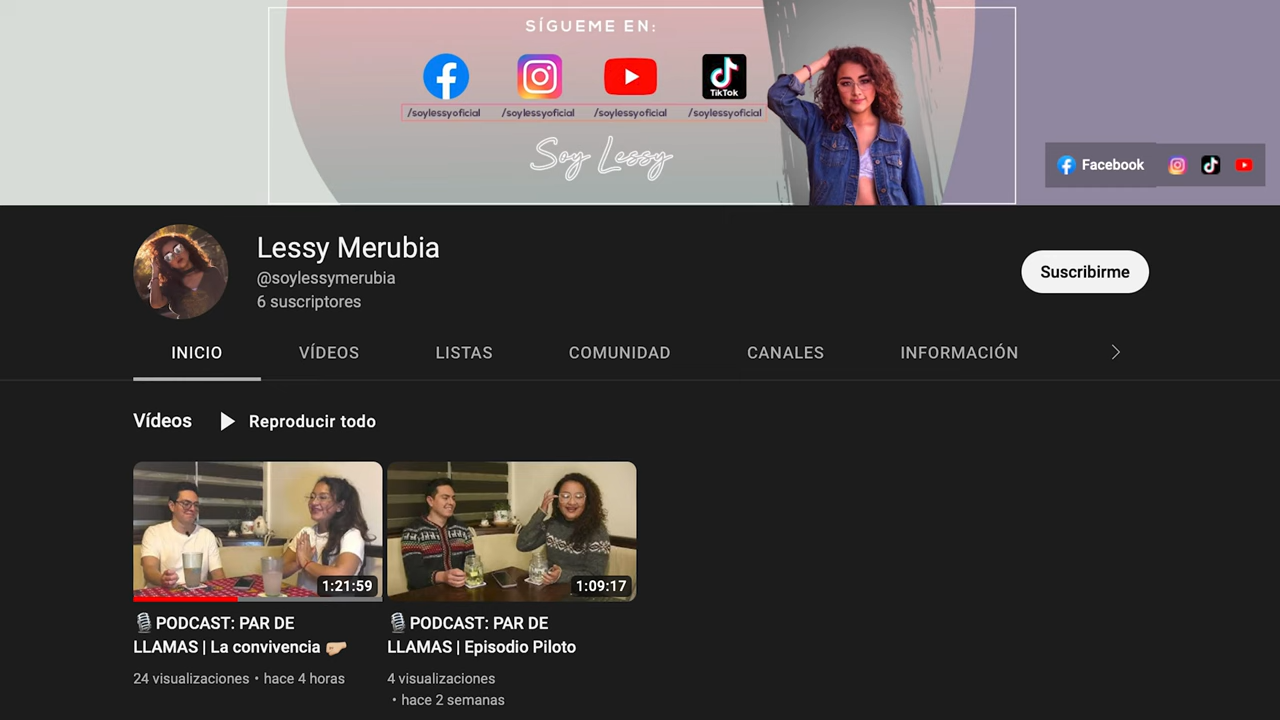 SÍGUEME EN:
TikTok
/soylessyoficial /soylessyoficial /soylessyoficial /soylessyoficial
Soy Lessy
Facebook
Lessy Merubia
@soylessymerubia
6 suscriptores
Suscribirme
INICIO VÍDEOS LISTAS COMUNIDAD CANALES INFORMACIÓN
Vídeos Reproducir todo
1:21:59 1:09:17
🎙PODCAST: PAR DE
LLAMAS | La convivencia 🤛🏼
24 visualizaciones • hace 4 horas
🎙PODCAST: PAR DE
LLAMAS | Episodio Piloto
4 visualizaciones
• hace 2 semanas